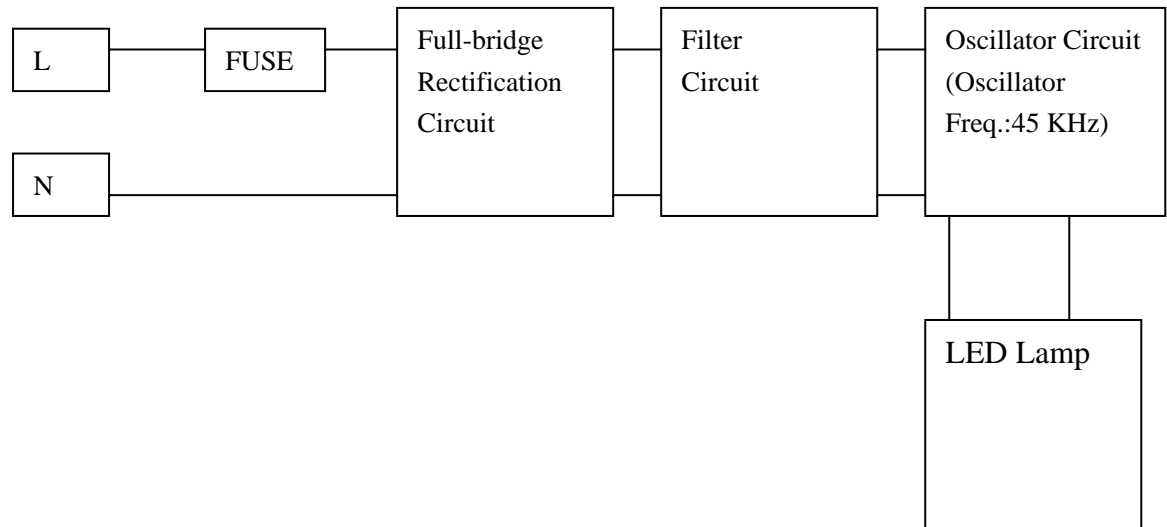 L
FUSE
Full-bridge
Rectification
Circuit
Filter
Circuit
Oscillator Circuit
(Oscillator
Freq.:45 KHz)
N
LED Lamp